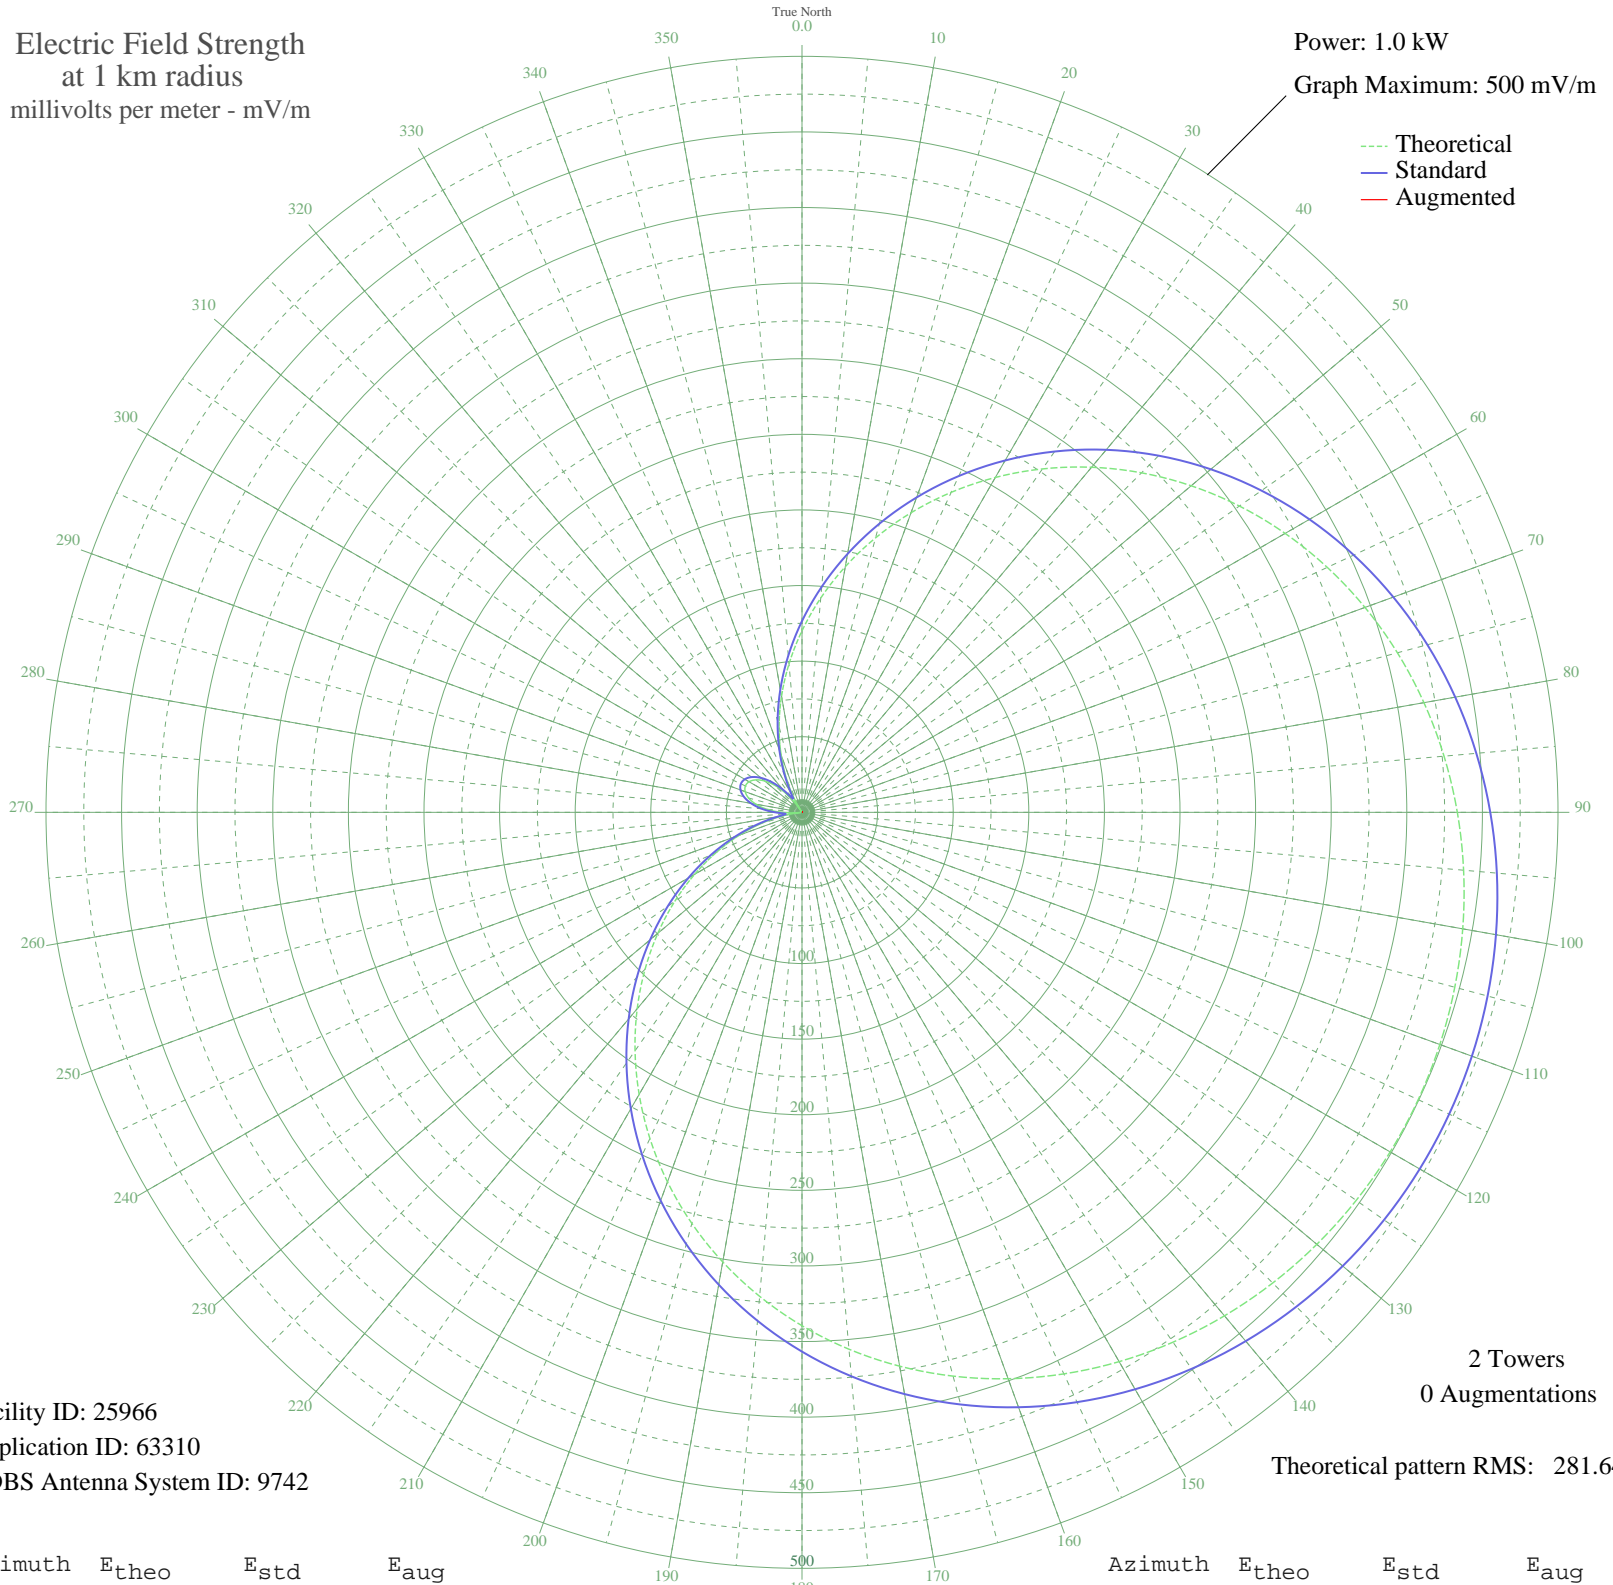 True North
0.0
Electric Field Strength
at 1 km radius
millivolts per meter - mV/m
Power: 1.0 kW
Graph Maximum: 500 mV/m
Theoretical
Standard
Augmented
10
20
30
40
50
60
70
80
90
100
110
120
130
140
150
160
170
190
200
210
220
230
240
250
260
270
280
290
300
310
320
330
340
350
100
150
200
250
300
350
400
450
500
2 Towers
0 Augmentations
Theoretical pattern RMS: 281.6
cility ID: 25966
plication ID: 63310
DBS Antenna System ID: 9742
imuth Etheo Estd Eaug
Azimuth Etheo Estd Eaug